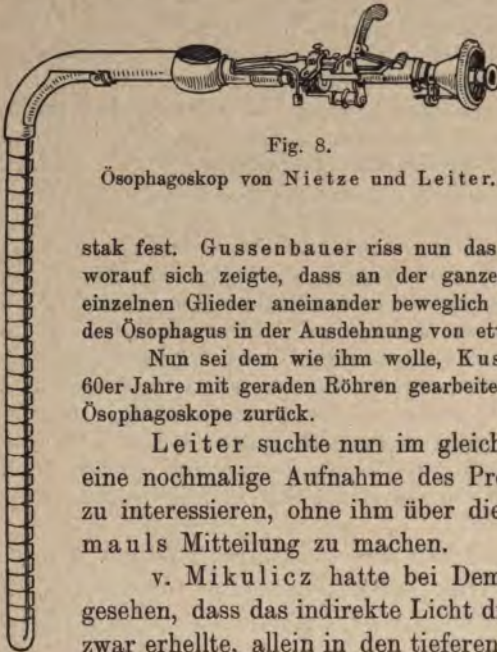 Fig. 8.
Ösophagoskop von Nietze und Leiter.
stak fest. Gussenbauer riss nun das
worauf sich zeigte, dass an der ganze
einzelnen Glieder aneinander beweglich
des Ösophagus in der Ausdehnung von et
Nun sei dem wie ihm wolle, Kus
60er Jahre mit geraden Röhren gearbeite
Ösophagoskope zurück.
Leiter suchte nun im gleich
eine nochmalige Aufnahme des Pro
zu interessieren, ohne ihm über die
mauls Mitteilung zu machen.
v. Mikulicz hatte bei Dem
gesehen, dass das indirekte Licht di
zwar erhellte, allein in den tieferen